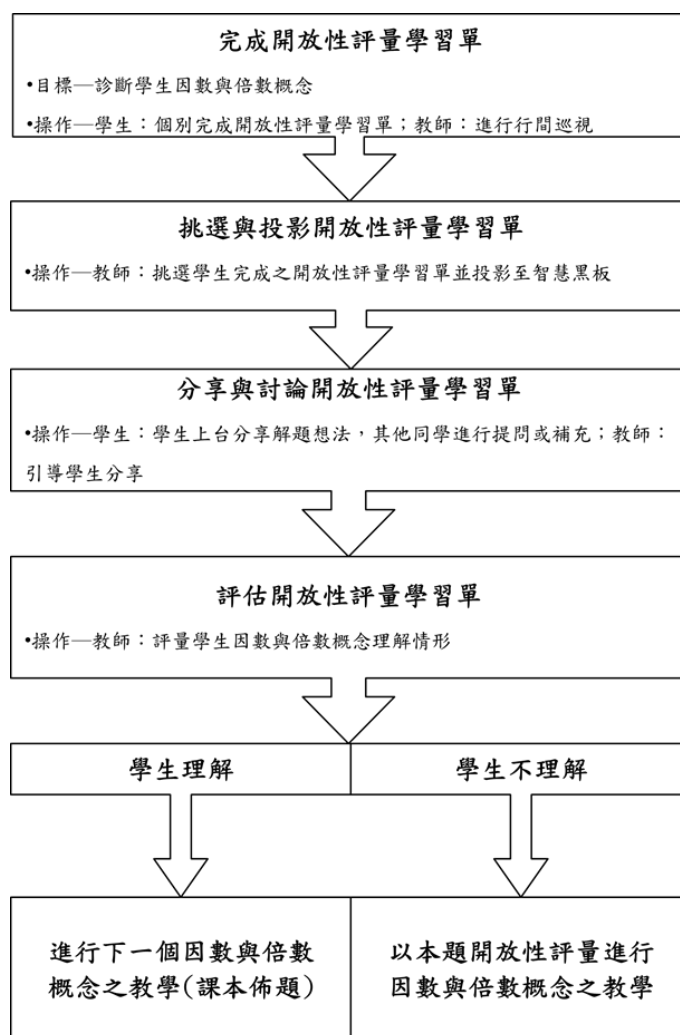 完成開放性評量學習單
•目標—診斷學生因數與倍數概念
•操作—學生：個別完成開放性評量學習單；教師：進行行間巡視
挑選與投影開放性評量學習單
•操作—教師：挑選學生完成之開放性評量學習單並投影至智慧黑板
分享與討論開放性評量學習單
•操作—學生：學生上台分享解題想法，其他同學進行提問或補充；教師：
引導學生分享
評估開放性評量學習單
•操作—教師：評量學生因數與倍數概念理解情形
學生理解
學生不理解
進行下一個因數與倍數
概念之教學(課本佈題)
以本題開放性評量進行
因數與倍數概念之教學